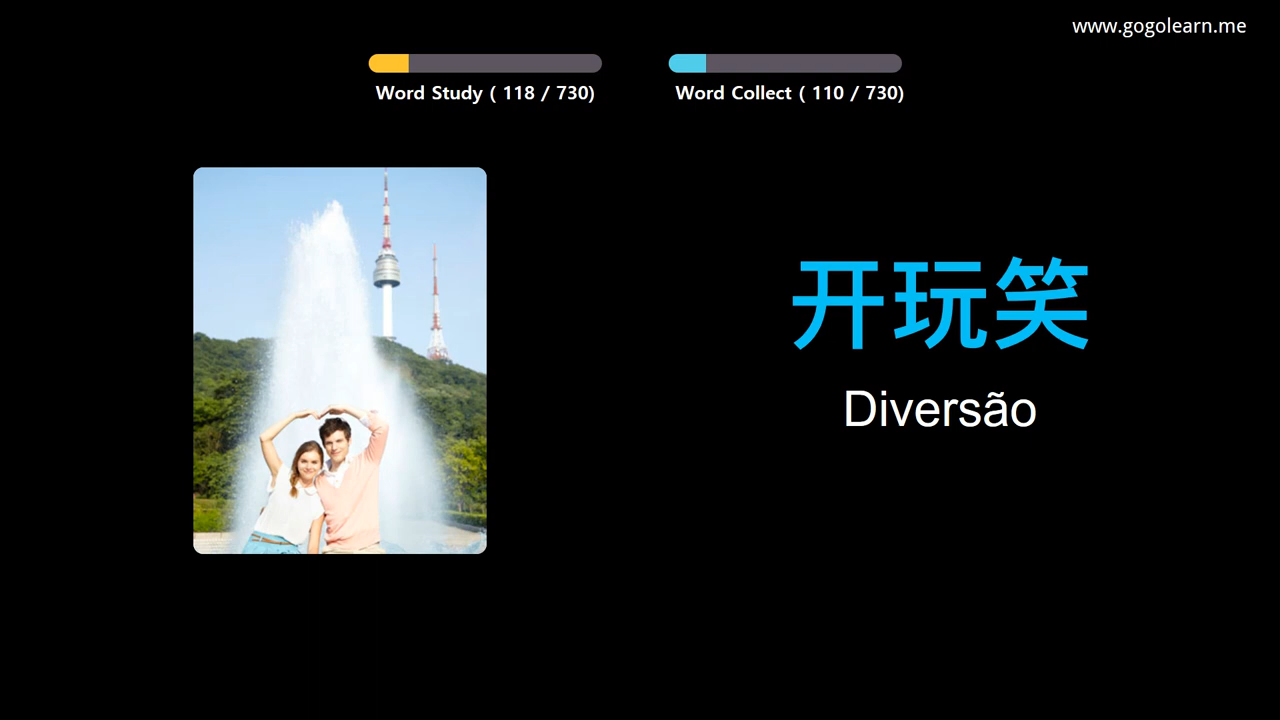 www.gogolearn.me
Word Study ( 118 / 730)
Word Collect ( 110 / 730)
开玩笑
Diversão